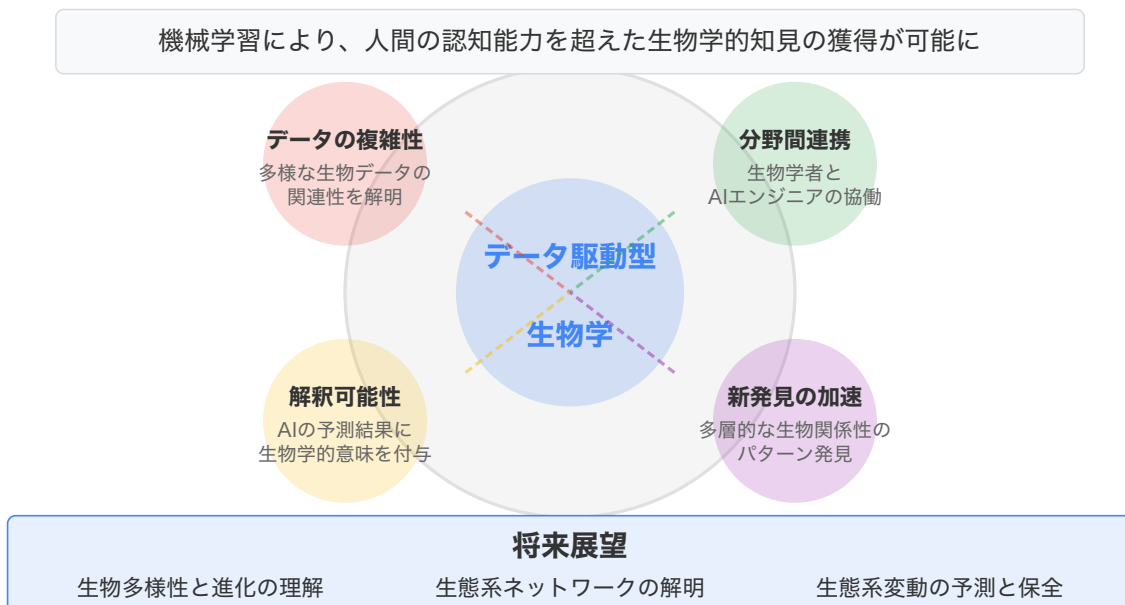 機械学習により、人間の認知能力を超えた生物学的知見の獲得が可能に
データの複雑性
多様な生物データの
関連性を解明
分野間連携
生物学者と
AIエンジニアの協働
データ駆動型
生物学
解釈可能性
AIの予測結果に
生物学的意味を付与
新発見の加速
多層的な生物関係性の
パターン発見
将来展望
生物多様性と進化の理解
生態系ネットワークの解明
生態系変動の予測と保全